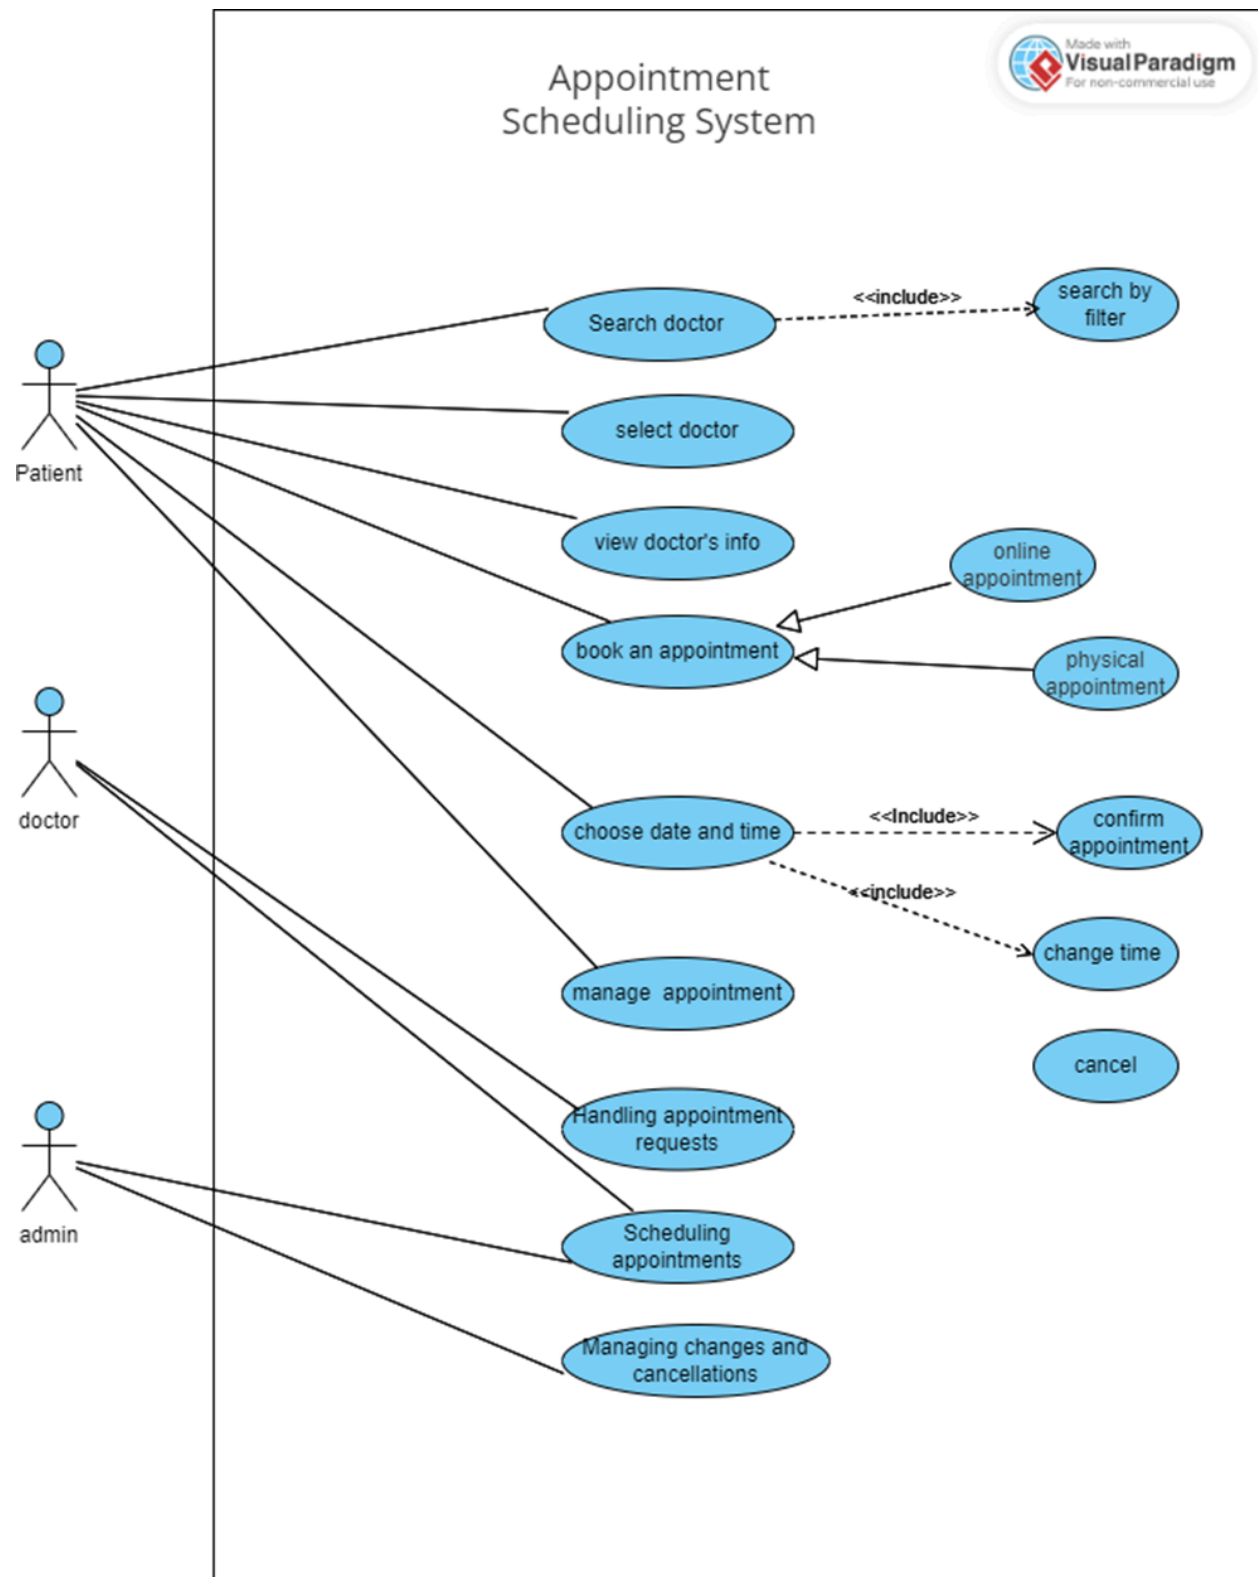 Made with
Visual Paradigm
For non-commercial use
Appointment
Scheduling System
Search doctor
<<include>>
search by
filter
Patient
select doctor
view doctor's info
online
appointment
book an appointment
physical
appointment
doctor
choose date and time
<<Include>>
confirm
appointment
<<include>>
change time
manage  appointment
cancel
Handling appointment
requests
admin
Scheduling
appointments
Managing changes and
cancellations